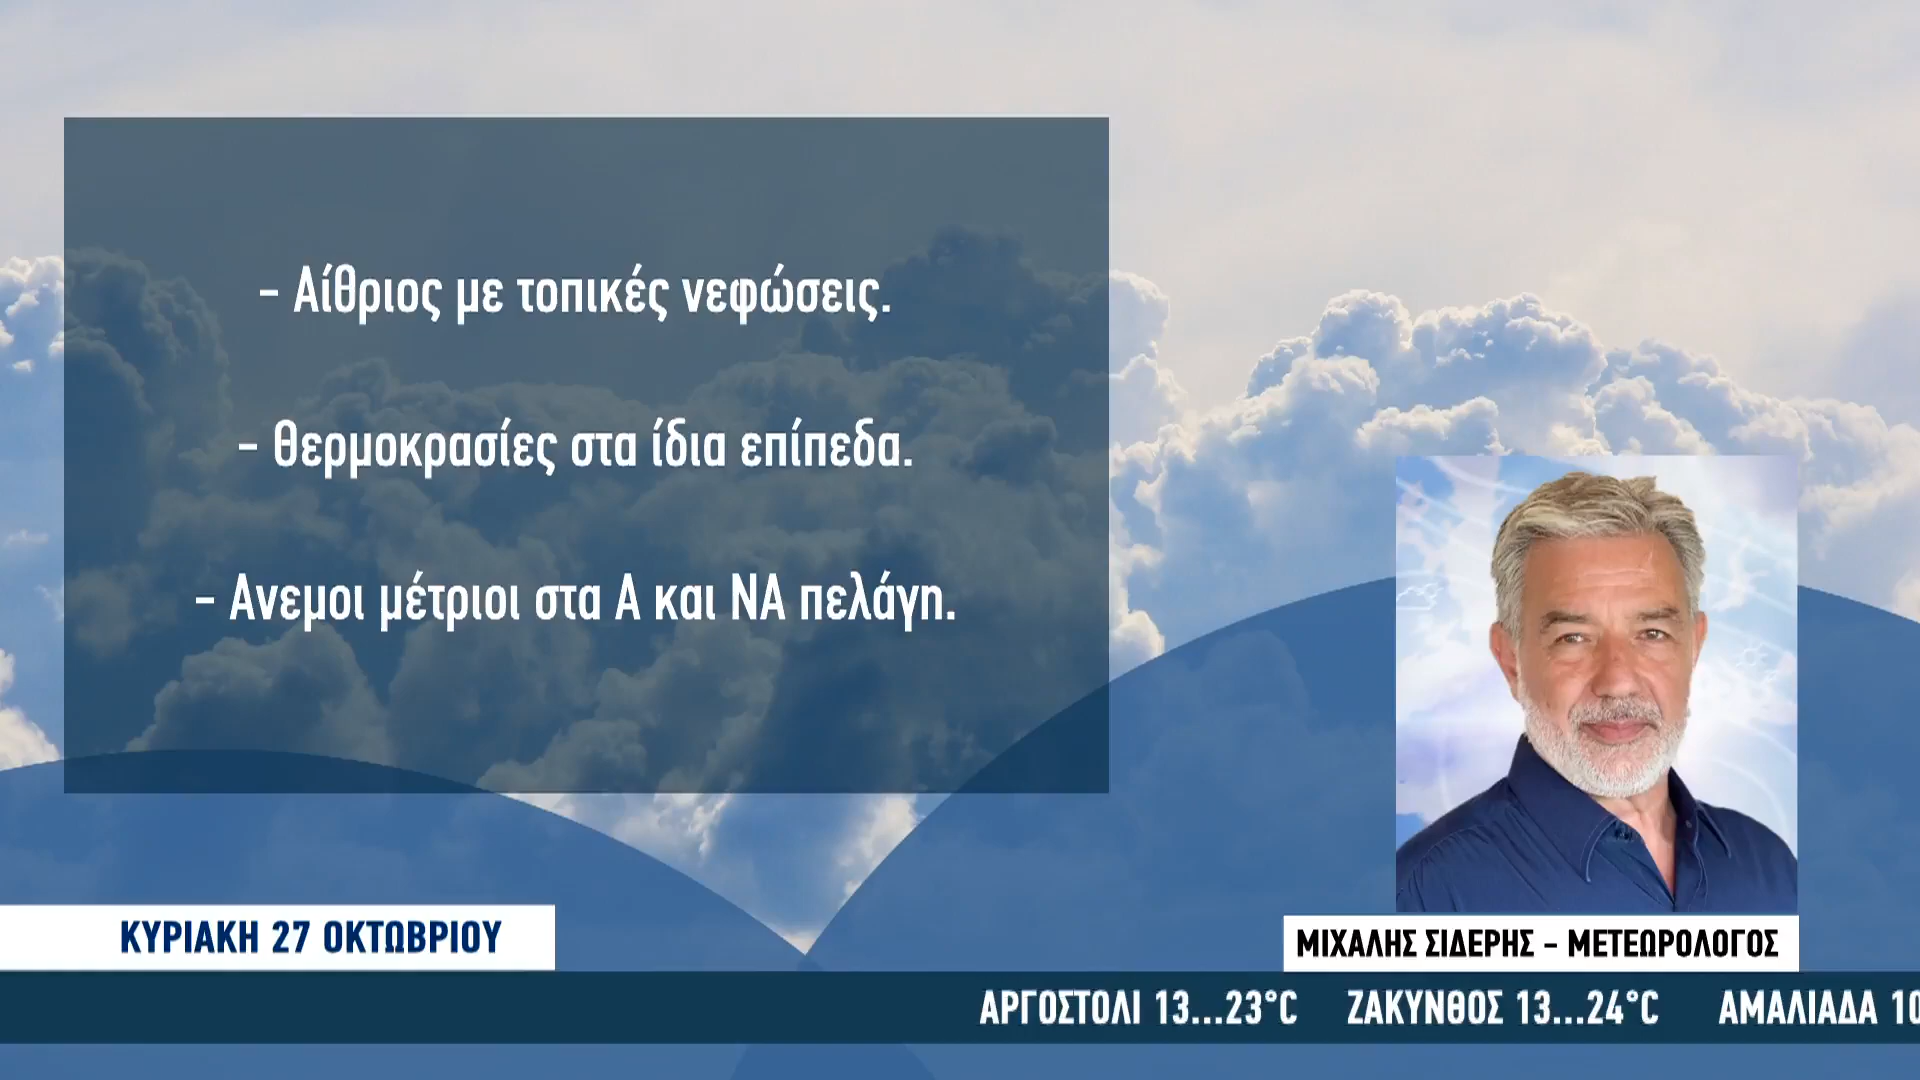 - Αίθριος με τοπικές νεφώσεις.
- Θερμοκρασίες στα ίδια επίπεδα.
- Ανεμοι μέτριοι στα Α και ΝΑ πελάγη.
ΚΥΡΙΑΚΗ 27 ΟΚΤΩΒΡΙΟΥ
ΜΙΧΑΛΗΣ ΣΙΔΕΡΗΣ - ΜΕΤΕΩΡΟΛΟΓΟΣ
ΑΡΓΟΣΤΟΛΙ 13...23°C ΖΑΚΥΝΘΟΣ 13...24°C ΑΜΑΛΙΑΔΑ 10